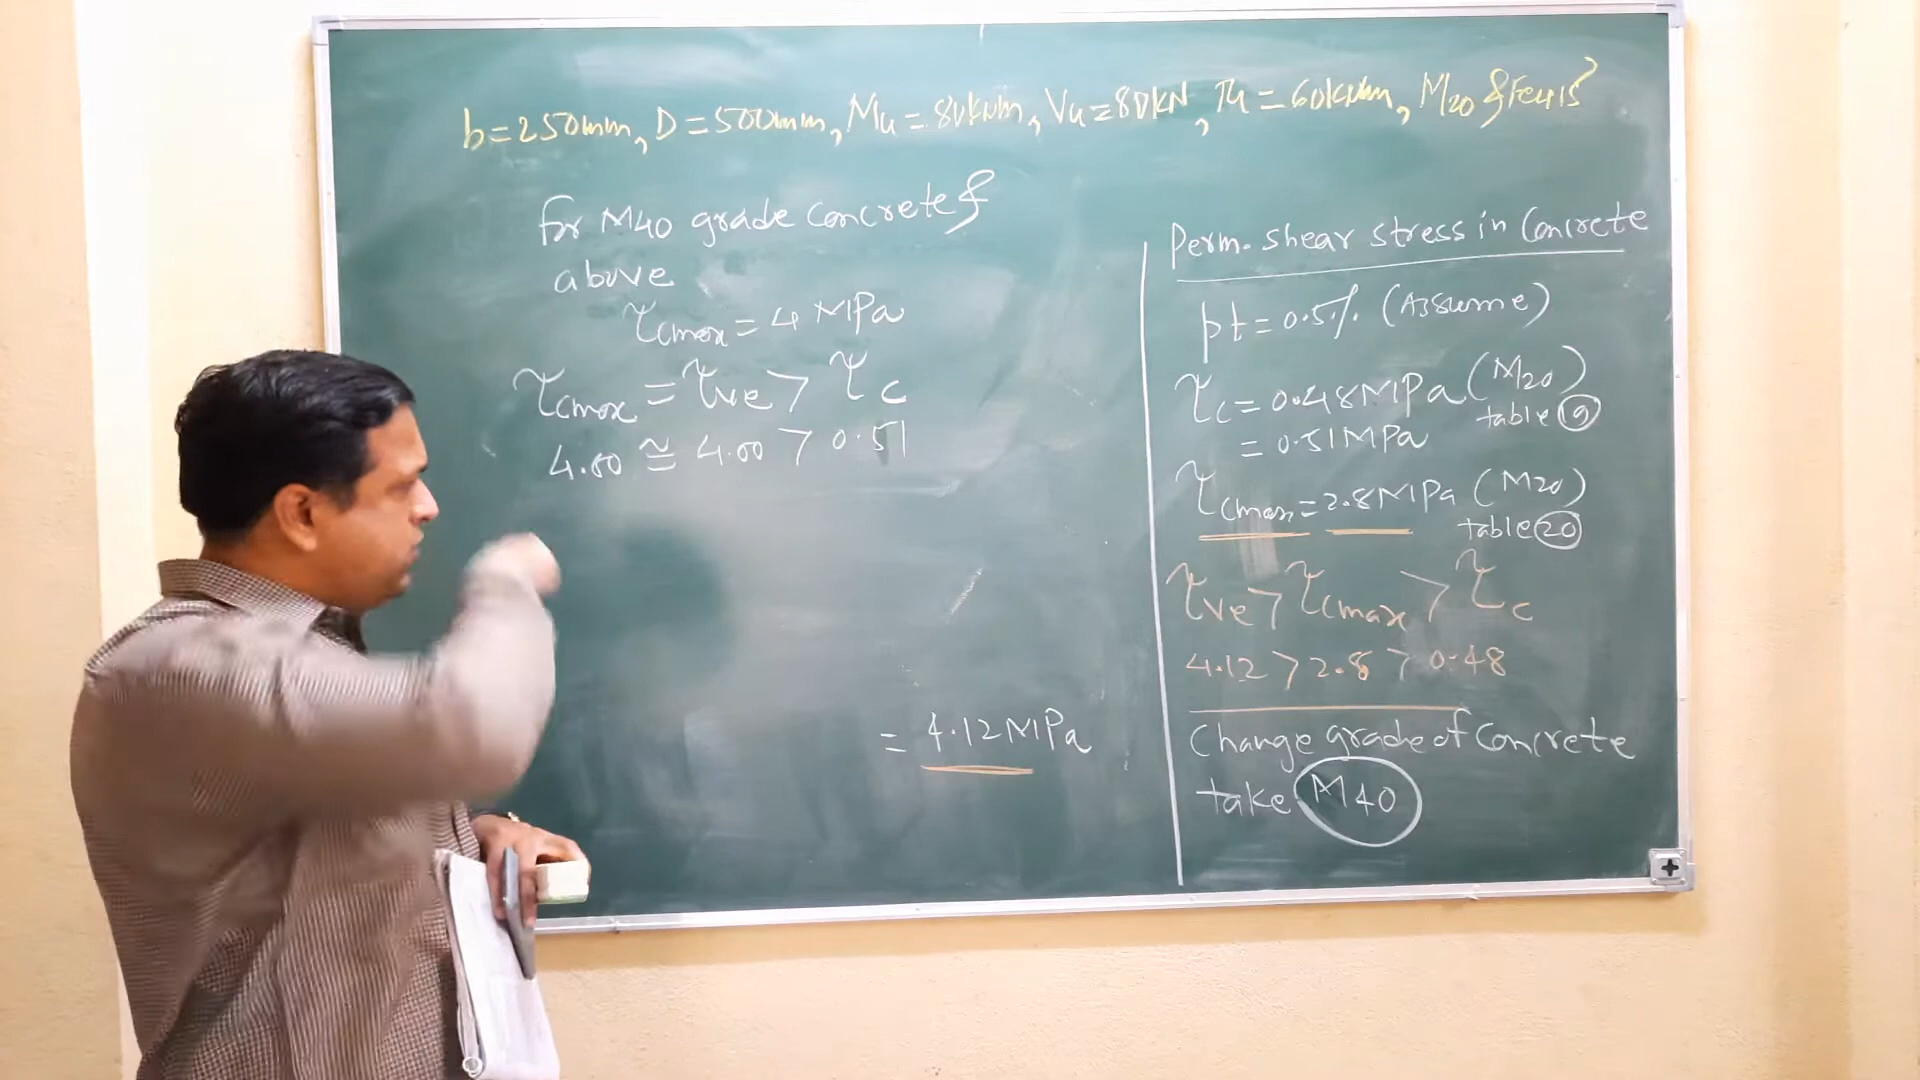 b=250mm, D=500mm, Mu=80kNm, Vu=80kN, Tu=60kNm, M20 & Fe415?
for M40 grade concrete &
above
τcmax = 4 MPa
τcmax = τve > τc
4.00 ≅ 4.00 > 0.51
= 4.12 MPa
Perm. shear stress in Concrete
pt = 0.5% (Assume)
τc = 0.48 MPa (M20)
table 19
= 0.51 MPa
τcmax = 2.8 MPa (M20)
table 20
τve > τcmax > τc
4.12 > 2.8 > 0.48
Change grade of Concrete
take M40